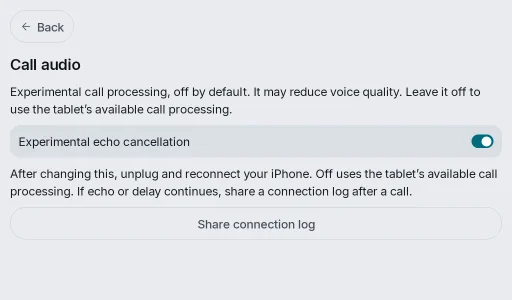 Back
Call audio
Experimental call processing, off by default. It may reduce voice quality. Leave it off to
use the tablet’s available call processing.
Experimental echo cancellation
After changing this, unplug and reconnect your iPhone. Off uses the tablet’s available call
processing. If echo or delay continues, share a connection log after a call.
Share connection log